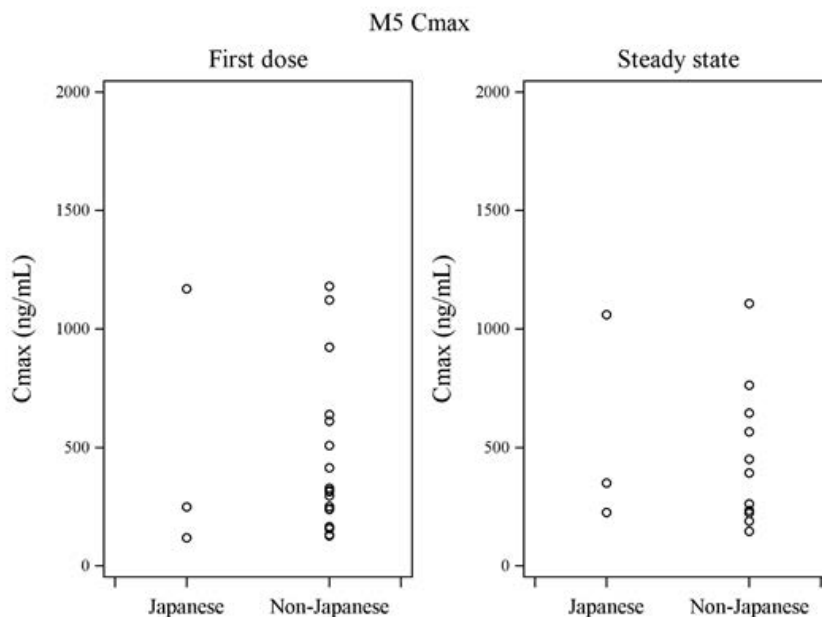 M5 Cmax
First dose
Steady state
Cmax (ng/mL)
2000
1500
1000
500
0
Japanese
Non-Japanese
Cmax (ng/mL)
2000
1500
1000
500
0
Japanese
Non-Japanese